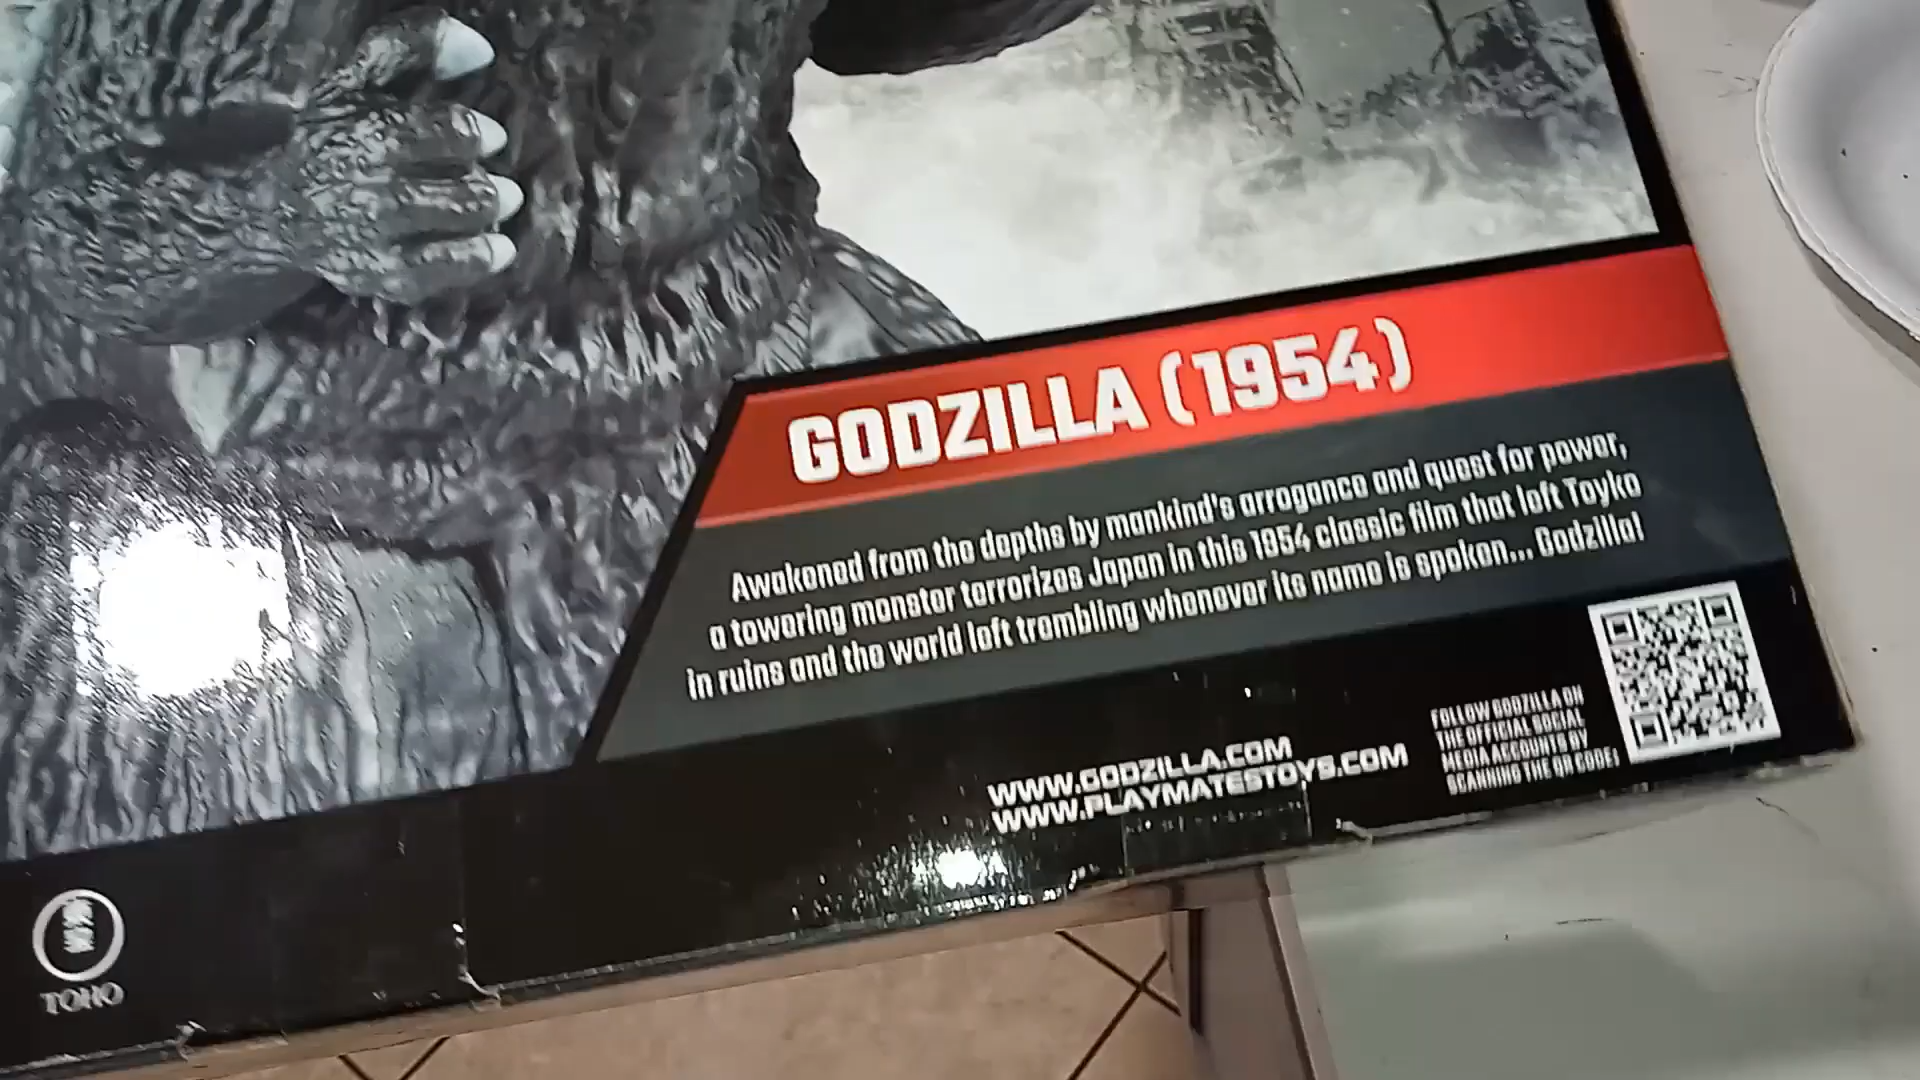 GODZILLA (1954)
Awakened from the depths by mankind's arrogance and quest for power,
a towering monster terrorizes Japan in this 1954 classic film that left Toyko
in ruins and the world left trembling whenever its name is spoken... Godzilla!
FOLLOW GODZILLA ON
THE OFFICIAL SOCIAL
MEDIA ACCOUNTS BY
SCANNING THE QR CODE!
WWW.GODZILLA.COM
WWW.PLAYMATESTOYS.COM
TOHO